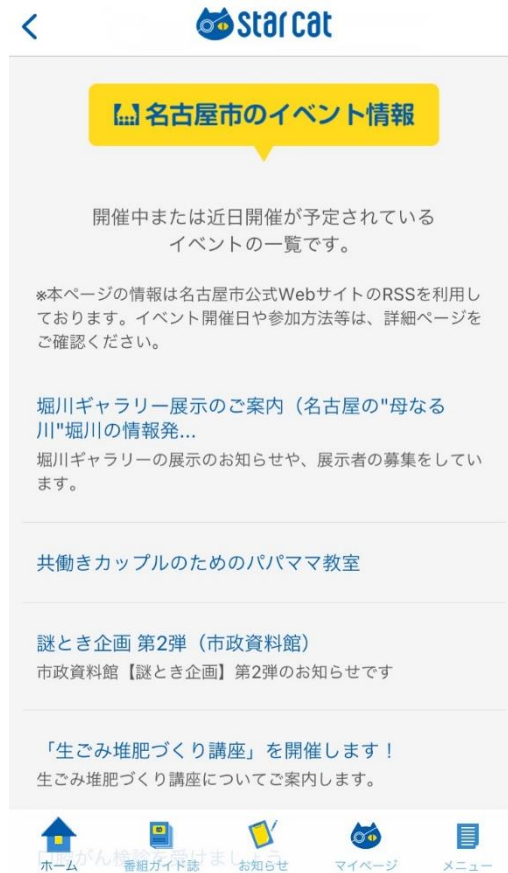 starcat
名古屋市のイベント情報
開催中または近日開催が予定されている
イベントの一覧です。
※本ページの情報は名古屋市公式WebサイトのRSSを利用し
ております。イベント開催日や参加方法等は、詳細ページを
ご確認ください。
堀川ギャラリー展示のご案内（名古屋の"母なる
川"堀川の情報発...
堀川ギャラリーの展示のお知らせや、展示者の募集をしてい
ます。
共働きカップルのためのパパママ教室
謎とき企画 第2弾（市政資料館）
市政資料館【謎とき企画】第2弾のお知らせです
「生ごみ堆肥づくり講座」を開催します！
生ごみ堆肥づくり講座についてご案内します。
口腔がん検診を受けましょう
ホーム
番組ガイド誌
お知らせ
マイページ
メニュー